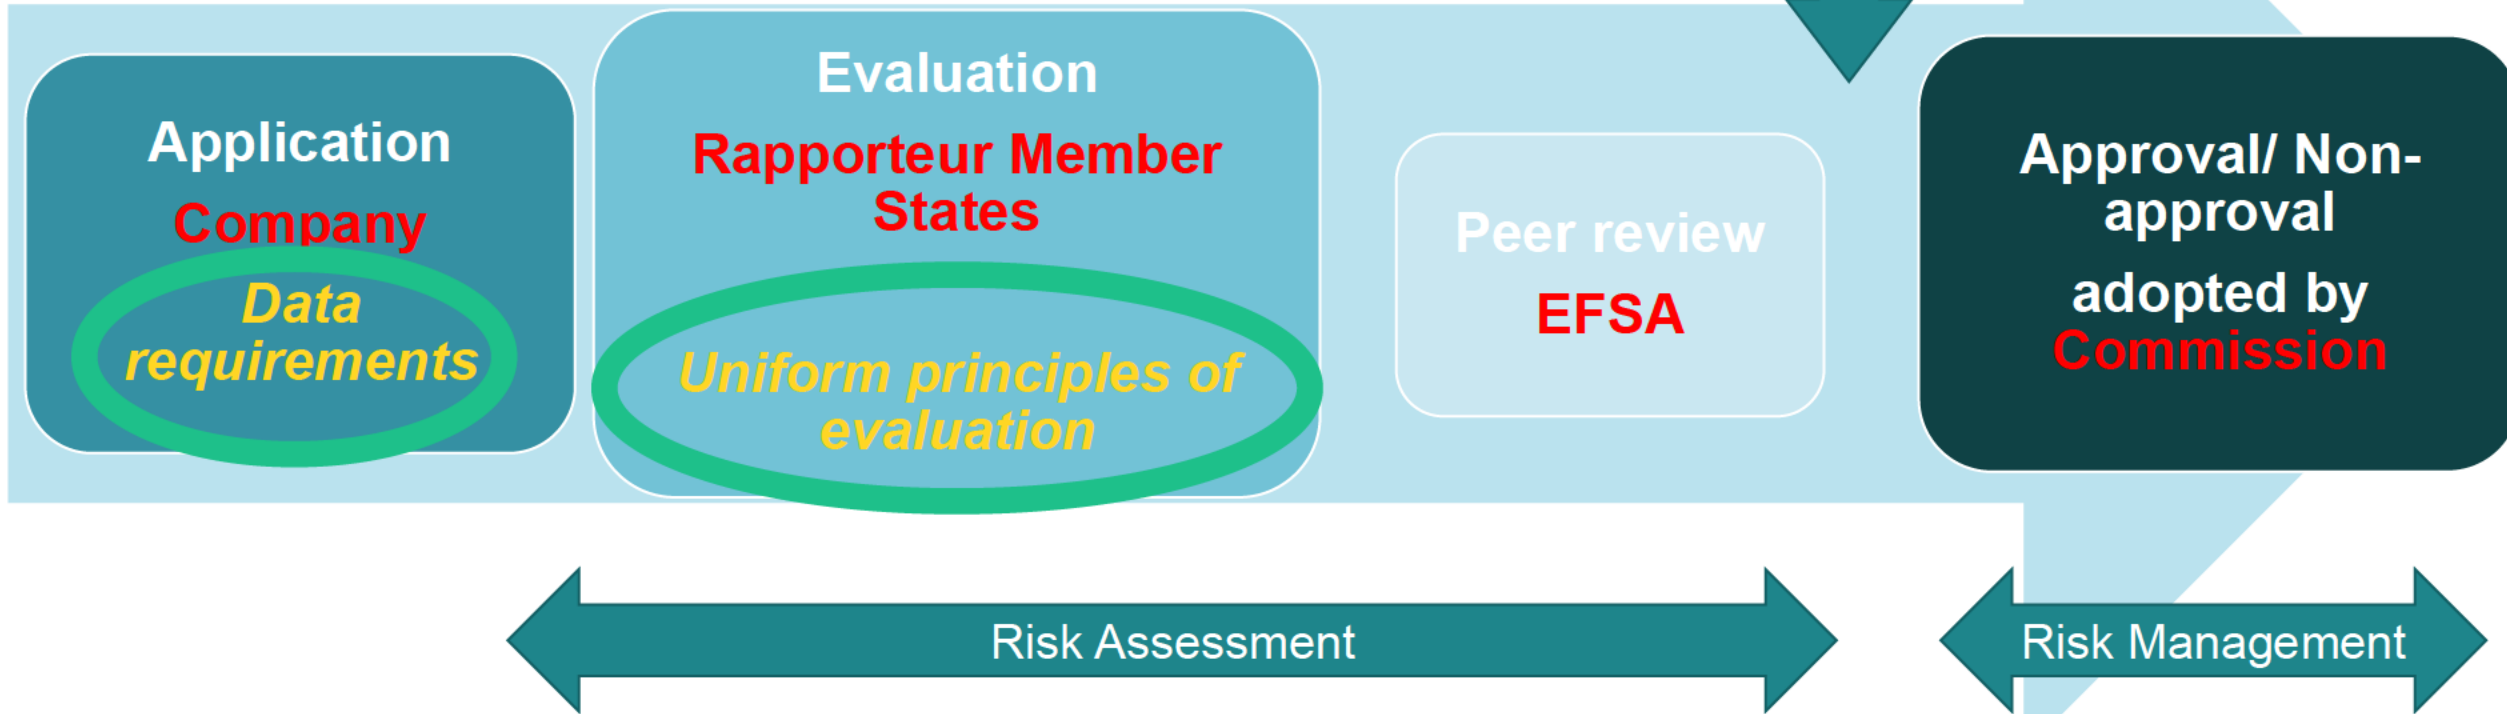 Application
Company
Data
requirements
Evaluation
Rapporteur Member
States
Uniform principles of
evaluation
Peer review
EFSA
Approval/ Non-
approval
adopted by
Commission
Risk Assessment
Risk Management